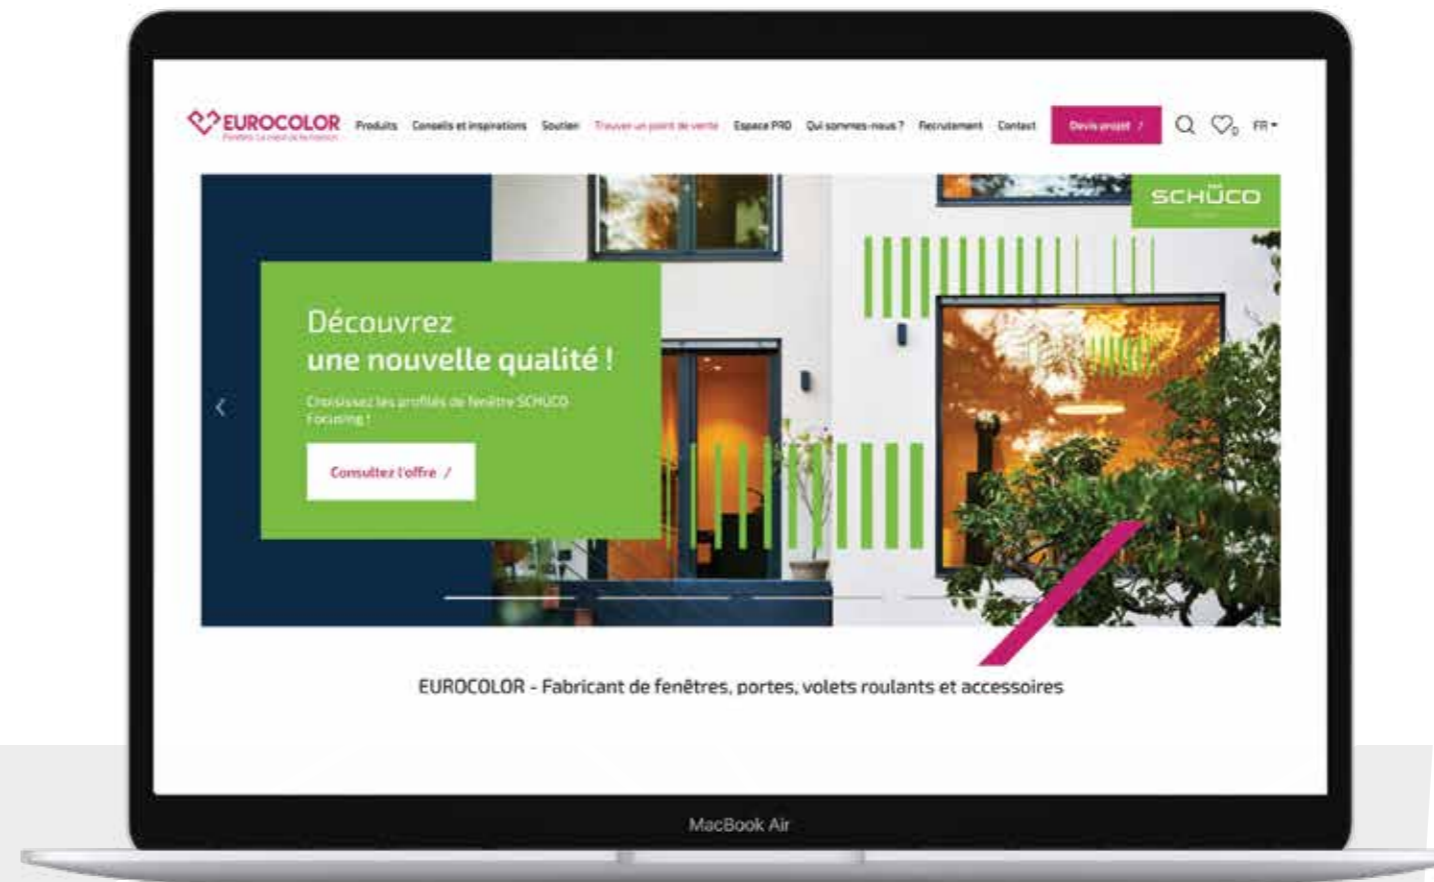 EUROCOLOR
Produits Conseils et inspirations Soutien Trouver un point de vente Espace PRO Qui sommes-nous ? Recrutement Contact Devis projet / 0 FR
SCHÜCO
Découvrez
une nouvelle qualité !
Choisissez les profilés de fenêtre SCHÜCO
Focusing !
Consultez l'offre /
EUROCOLOR - Fabricant de fenêtres, portes, volets roulants et accessoires
MacBook Air